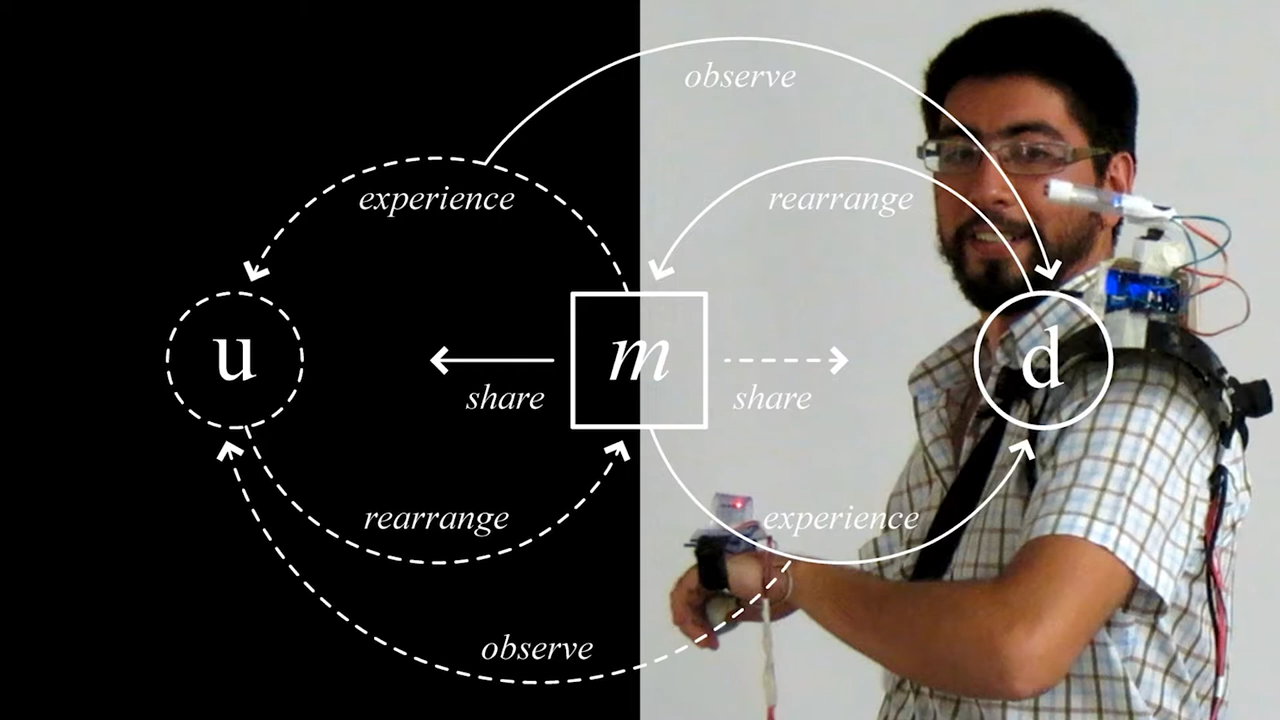 observe
experience
rearrange
u
m
d
share
share
rearrange
experience
observe